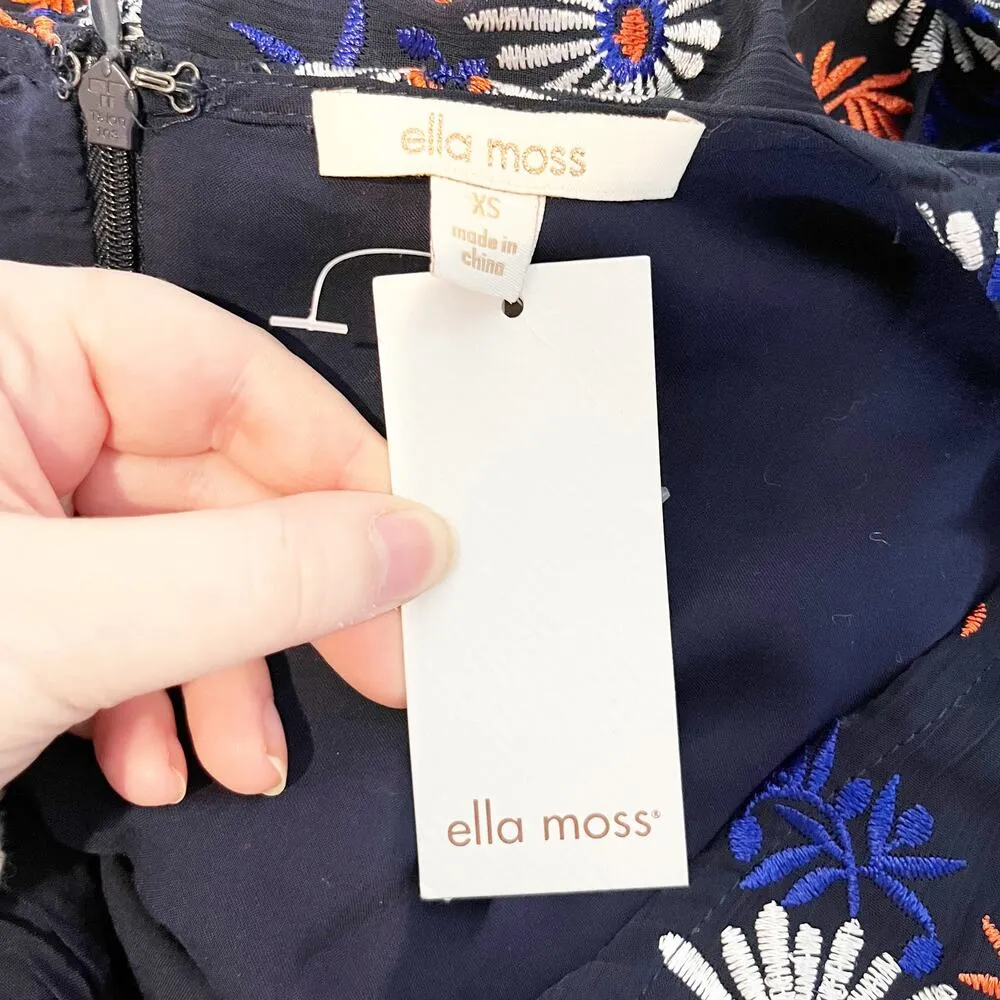 ella moss
XS
made in
china
ella moss®